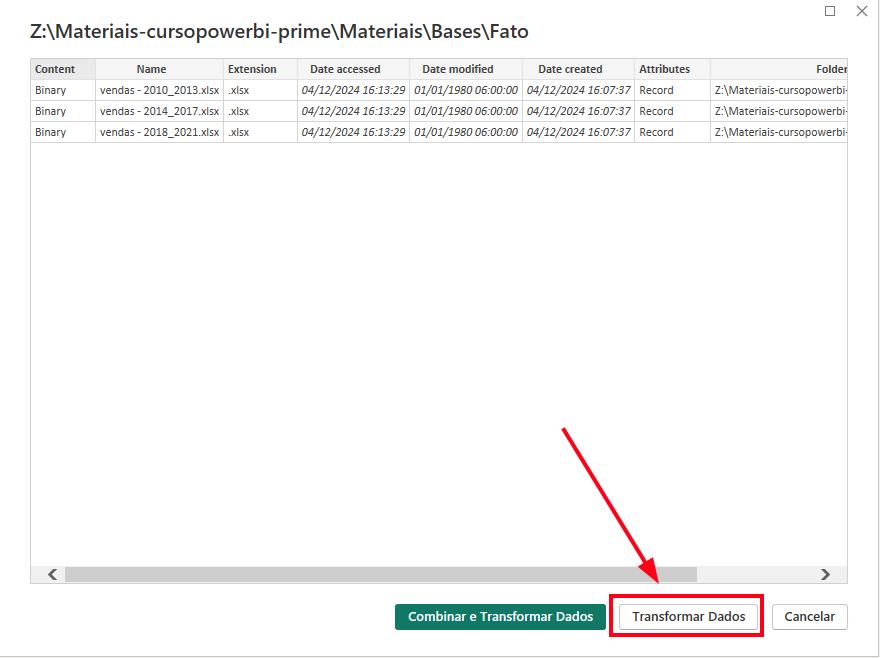 Z:\Materiais-cursopowerbi-prime\Materiais\Bases\Fato
Content Name Extension Date accessed Date modified Date created Attributes Folder
Binary vendas - 2010_2013.xlsx .xlsx 04/12/2024 16:13:29 01/01/1980 06:00:00 04/12/2024 16:07:37 Record Z:\Materiais-cursopowerbi-
Binary vendas - 2014_2017.xlsx .xlsx 04/12/2024 16:13:29 01/01/1980 06:00:00 04/12/2024 16:07:37 Record Z:\Materiais-cursopowerbi-
Binary vendas - 2018_2021.xlsx .xlsx 04/12/2024 16:13:29 01/01/1980 06:00:00 04/12/2024 16:07:37 Record Z:\Materiais-cursopowerbi-
Combinar e Transformar Dados Transformar Dados Cancelar